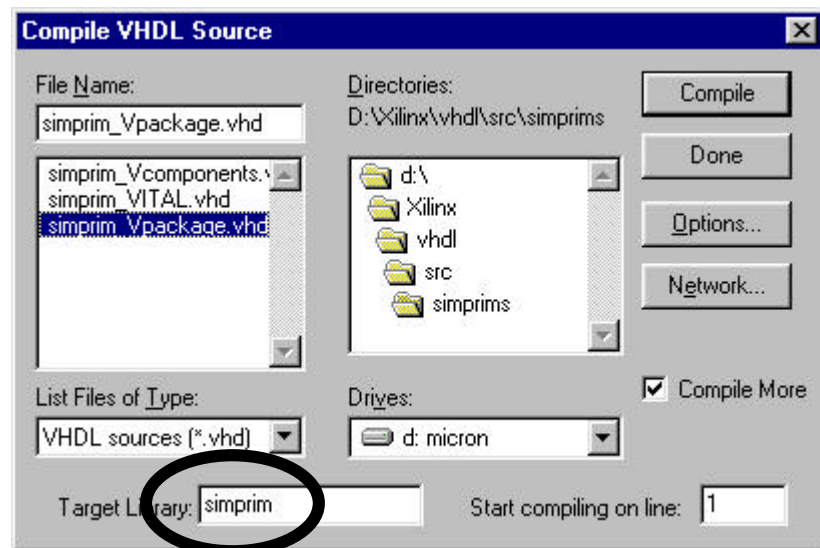 Compile VHDL Source
File Name:
simprim_Vpackage.vhd
simprim_Vcomponents.
simprim_VITAL.vhd
simprim_Vpackage.vhd
List Files of Type:
VHDL sources (*.vhd)
Directories:
D:\Xilinx\vhdl\src\simprims
d:\
Xilinx
vhdl
src
simprims
Drives:
d: micron
Compile
Done
Options...
Network...
Compile More
Target Library: simprim
Start compiling on line: 1